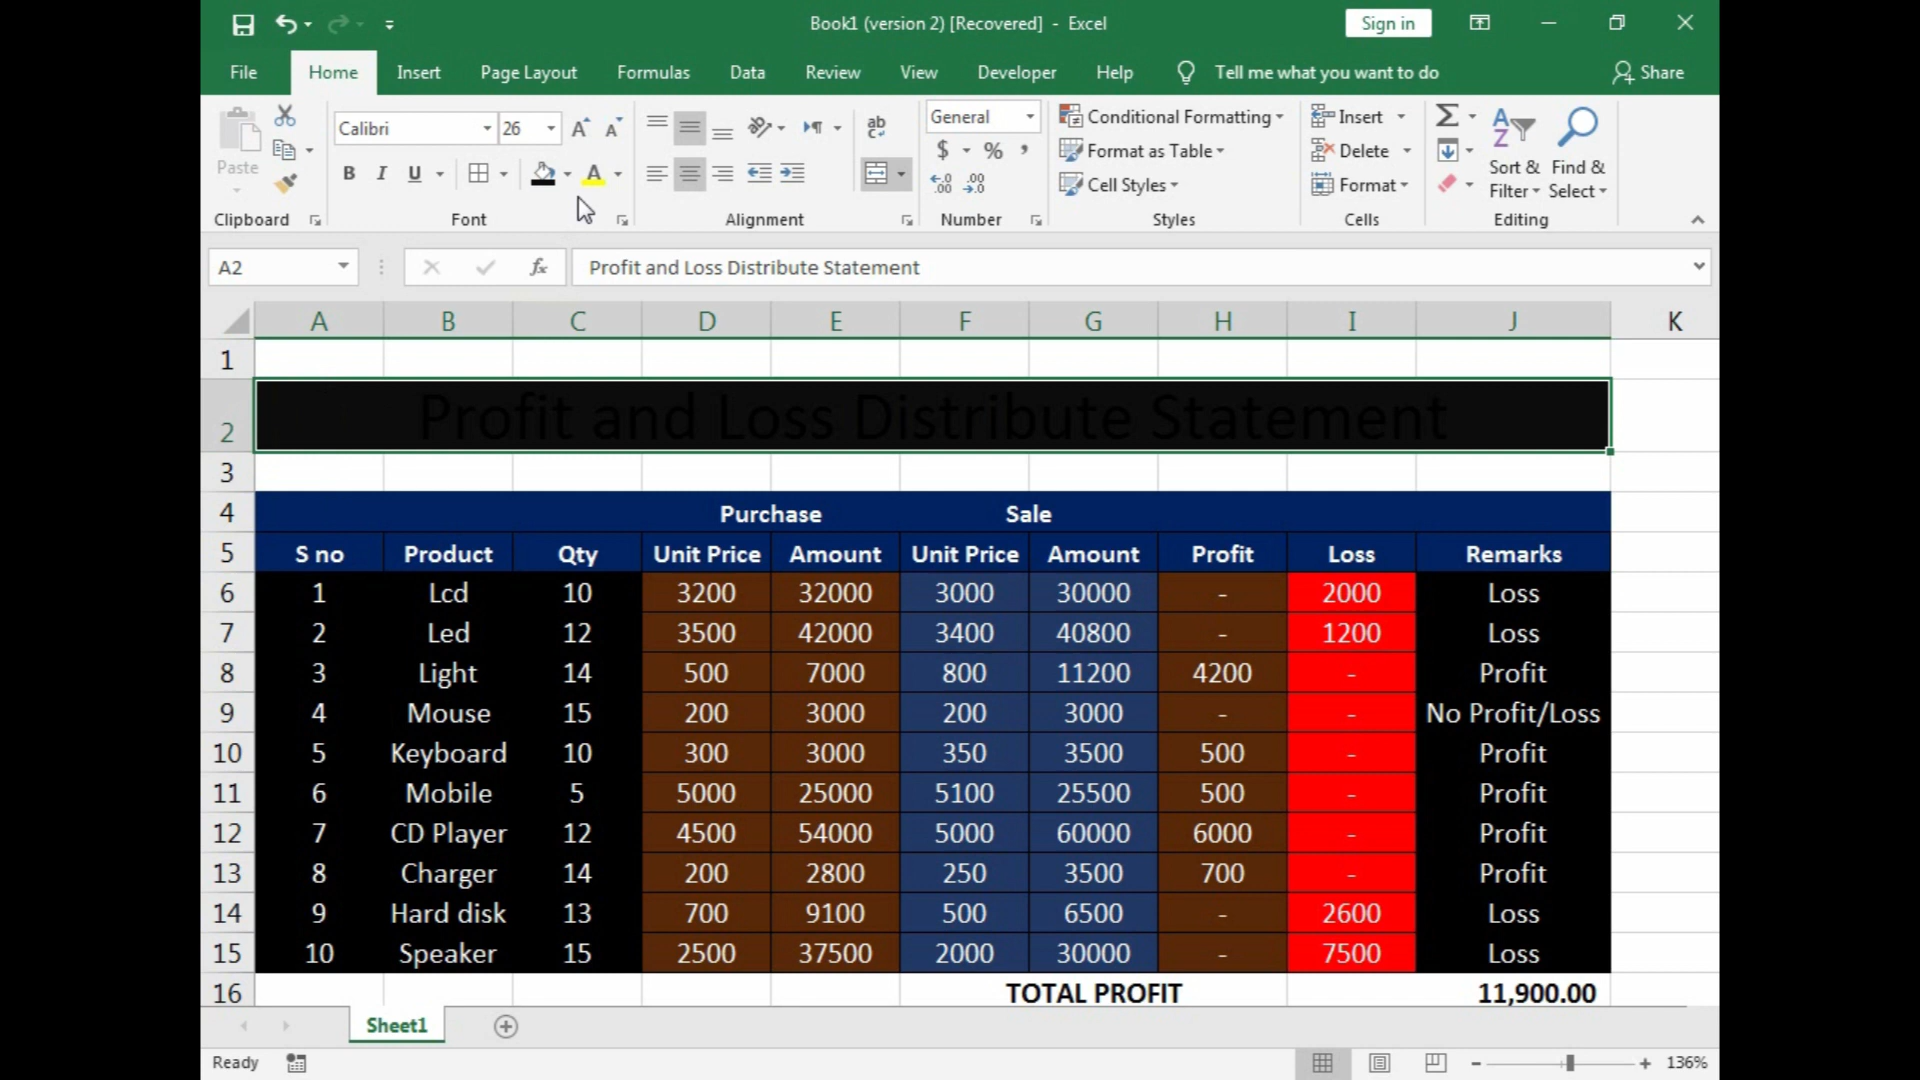 Book1 (version 2) [Recovered] - Excel
Sign in
File Home Insert Page Layout Formulas Data Review View Developer Help Tell me what you want to do Share
Paste
Calibri 26 A A
B I U A
ab
General
$ % ,
.00 .00
Conditional Formatting
Format as Table
Cell Styles
Insert
Delete
Format
Sort & Filter
Find & Select
Clipboard Font Alignment Number Styles Cells Editing
A2 fx Profit and Loss Distribute Statement
A B C D E F G H I J K
1
2 Profit and Loss Distribute Statement
3
4 Purchase Sale
5 S no Product Qty Unit Price Amount Unit Price Amount Profit Loss Remarks
6 1 Lcd 10 3200 32000 3000 30000 - 2000 Loss
7 2 Led 12 3500 42000 3400 40800 - 1200 Loss
8 3 Light 14 500 7000 800 11200 4200 - Profit
9 4 Mouse 15 200 3000 200 3000 - - No Profit/Loss
10 5 Keyboard 10 300 3000 350 3500 500 - Profit
11 6 Mobile 5 5000 25000 5100 25500 500 - Profit
12 7 CD Player 12 4500 54000 5000 60000 6000 - Profit
13 8 Charger 14 200 2800 250 3500 700 - Profit
14 9 Hard disk 13 700 9100 500 6500 - 2600 Loss
15 10 Speaker 15 2500 37500 2000 30000 - 7500 Loss
16 TOTAL PROFIT 11,900.00
Sheet1
Ready 136%